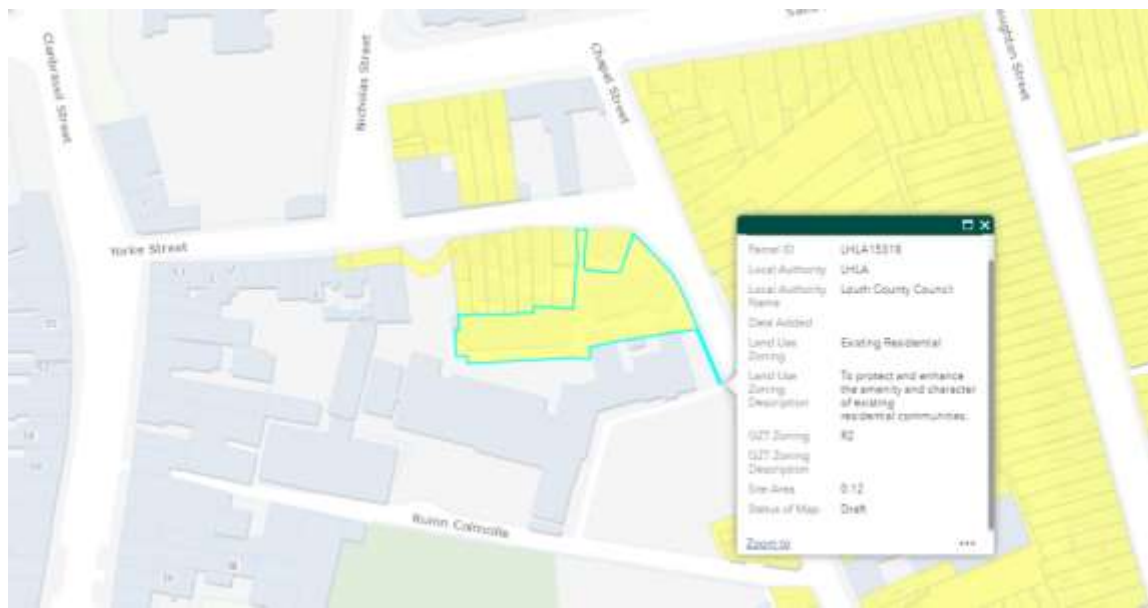 Clanbrassil Street
Nicholas Street
Chapel Street
Yorke Street
Parcel ID LHLA15318
Local Authority LHLA
Local Authority Louth County Council
Name
Date Added
Land Use Existing Residential
Zoning
Land Use To protect and enhance
Zoning the amenity and character
Description of existing
residential communities.
GZT Zoning R2
GZT Zoning
Description
Site Area 0.12
Status of Map Draft
Zoom to